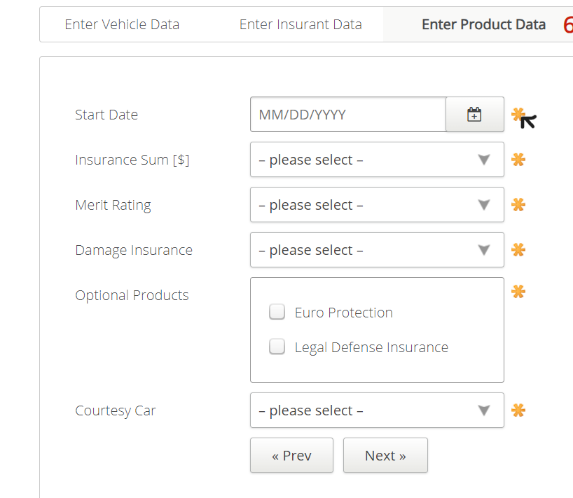 Enter Vehicle Data Enter Insurant Data Enter Product Data 6
Start Date MM/DD/YYYY
Insurance Sum [$] – please select –
Merit Rating – please select –
Damage Insurance – please select –
Optional Products
Euro Protection
Legal Defense Insurance
Courtesy Car – please select –
« Prev Next »